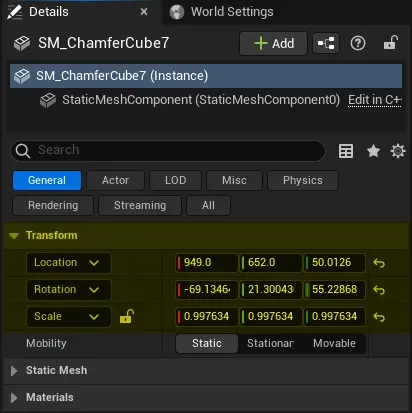 Details × World Settings
SM_ChamferCube7 + Add
SM_ChamferCube7 (Instance)
StaticMeshComponent (StaticMeshComponent0) Edit in C+
Search
General Actor LOD Misc Physics
Rendering Streaming All
Transform
Location 949.0 652.0 50.0126
Rotation -69.1346 21.3004 55.22868
Scale 0.997634 0.997634 0.997634
Mobility Static Stationar Movable
Static Mesh
Materials